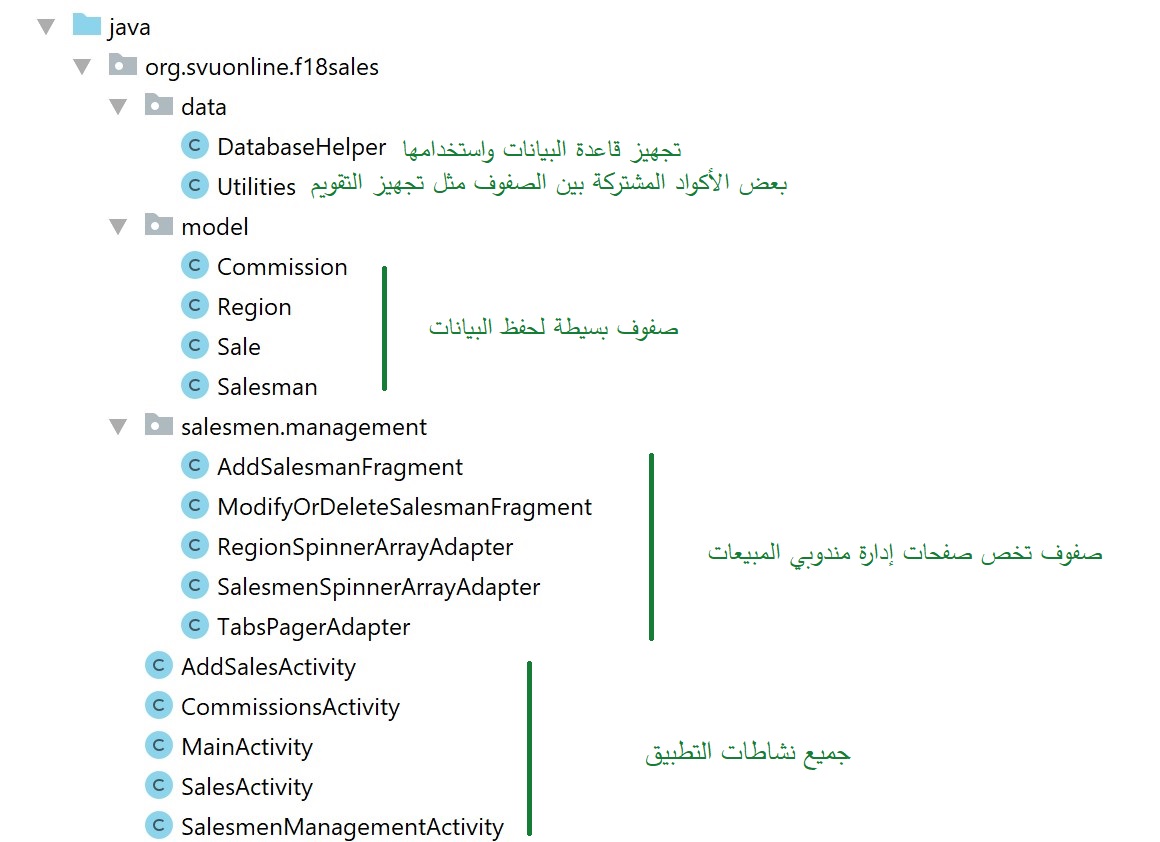 java
org.svuonline.f18sales
data
DatabaseHelper تجهيز قاعدة البيانات واستخدامها
Utilities بعض الأكواد المشتركة بين الصفوف مثل تجهيز التقويم
model
Commission
Region
صفوف بسيطة لحفظ البيانات
Sale
Salesman
salesmen.management
AddSalesmanFragment
ModifyOrDeleteSalesmanFragment
RegionSpinnerArrayAdapter
صفوف تخص صفحات إدارة مندوبي المبيعات
SalesmenSpinnerArrayAdapter
TabsPagerAdapter
AddSalesActivity
CommissionsActivity
MainActivity
جميع نشاطات التطبيق
SalesActivity
SalesmenManagementActivity